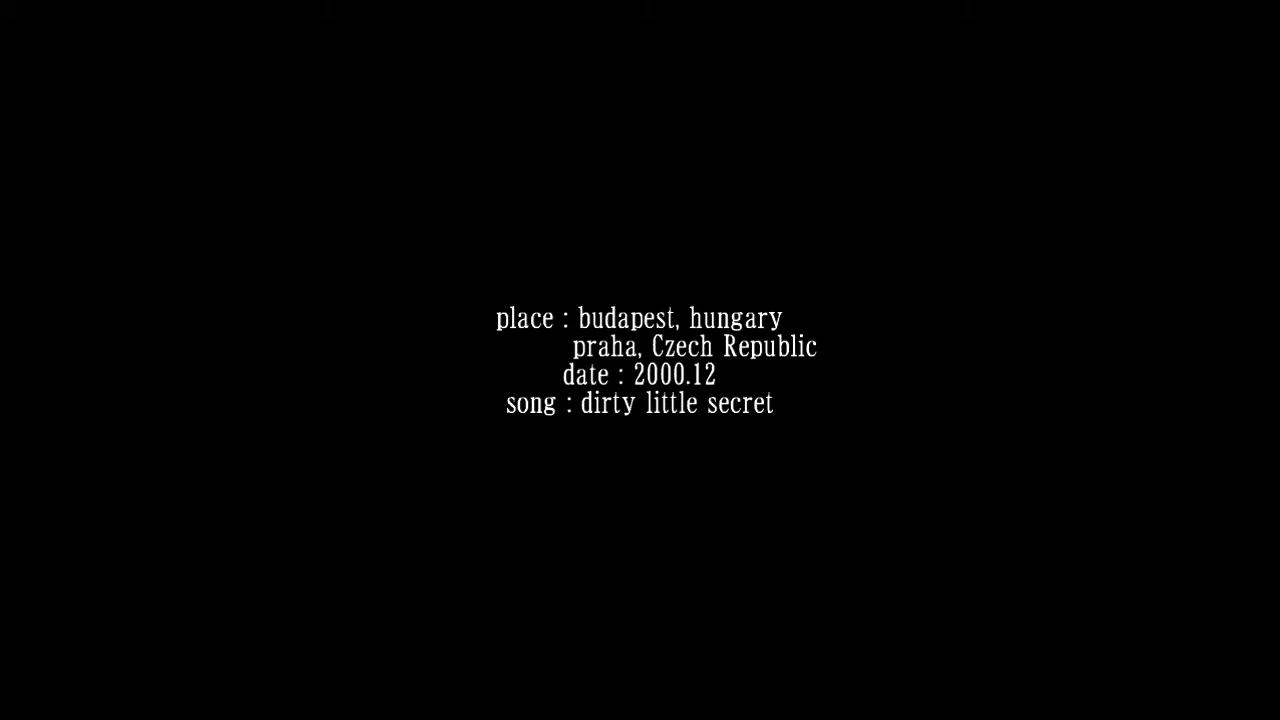 place : budapest, hungary
praha, Czech Republic
date : 2000.12
song : dirty little secret